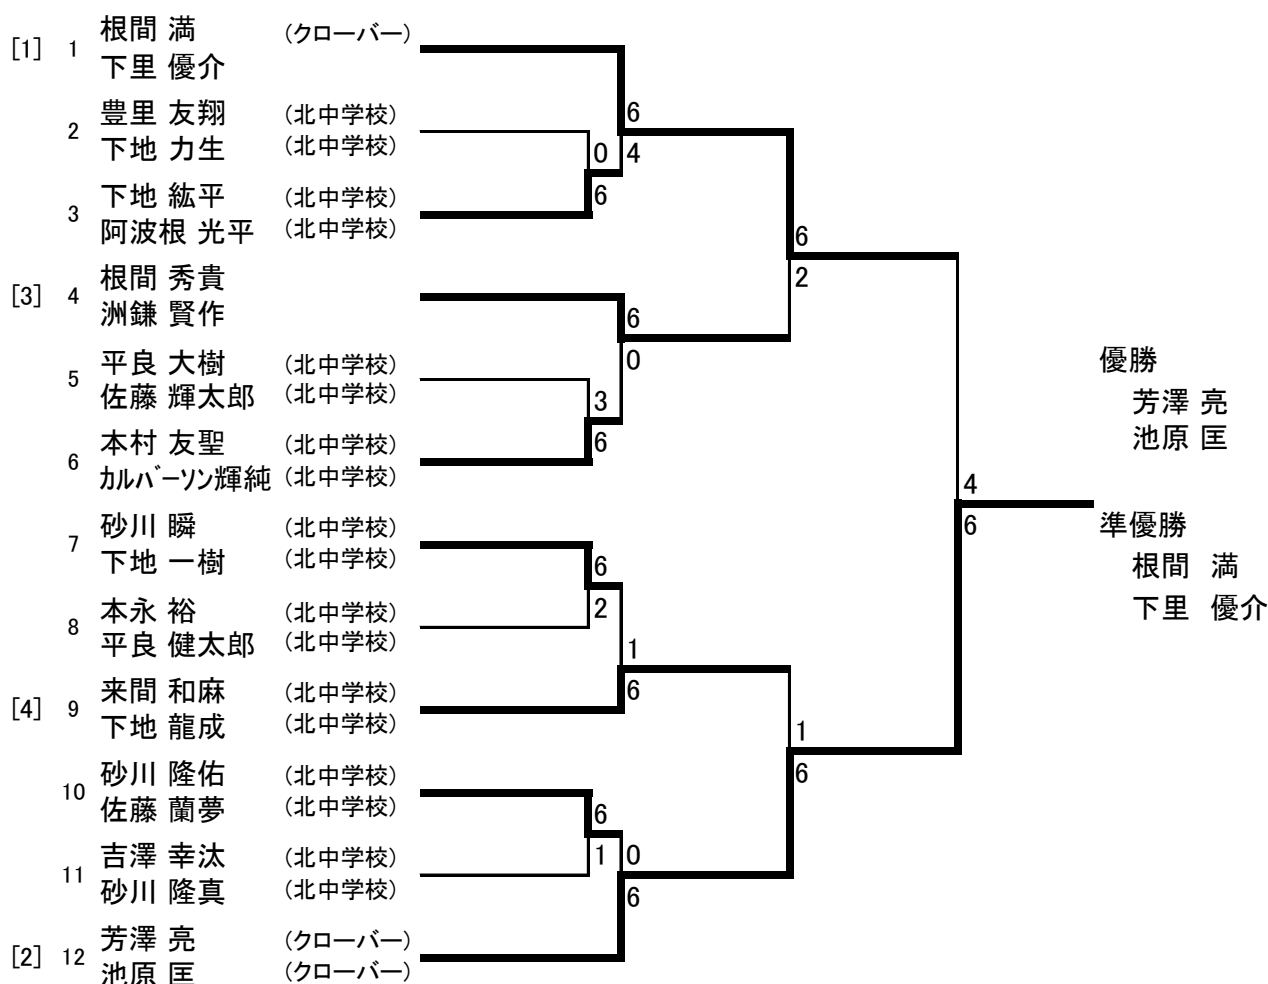 根間 満 (クローバー)
[1] 1
下里 優介
豊里 友翔 (北中学校)
2
下地 力生 (北中学校)
下地 紘平 (北中学校)
3
阿波根 光平 (北中学校)
根間 秀貴
[3] 4
洲鎌 賢作
平良 大樹 (北中学校)
5
佐藤 輝太郎 (北中学校)
本村 友聖 (北中学校)
6
カルバーソン輝純 (北中学校)
砂川 瞬 (北中学校)
7
下地 一樹 (北中学校)
本永 裕 (北中学校)
8
平良 健太郎 (北中学校)
来間 和麻 (北中学校)
[4] 9
下地 龍成 (北中学校)
砂川 隆佑 (北中学校)
10
佐藤 蘭夢 (北中学校)
吉澤 幸汰 (北中学校)
11
砂川 隆真 (北中学校)
芳澤 亮 (クローバー)
[2] 12
池原 匡 (クローバー)
0
6
3
6
6
2
6
1
6
4
6
0
1
6
0
6
6
2
1
6
4
6
優勝
芳澤 亮
池原 匡
準優勝
根間 満
下里 優介